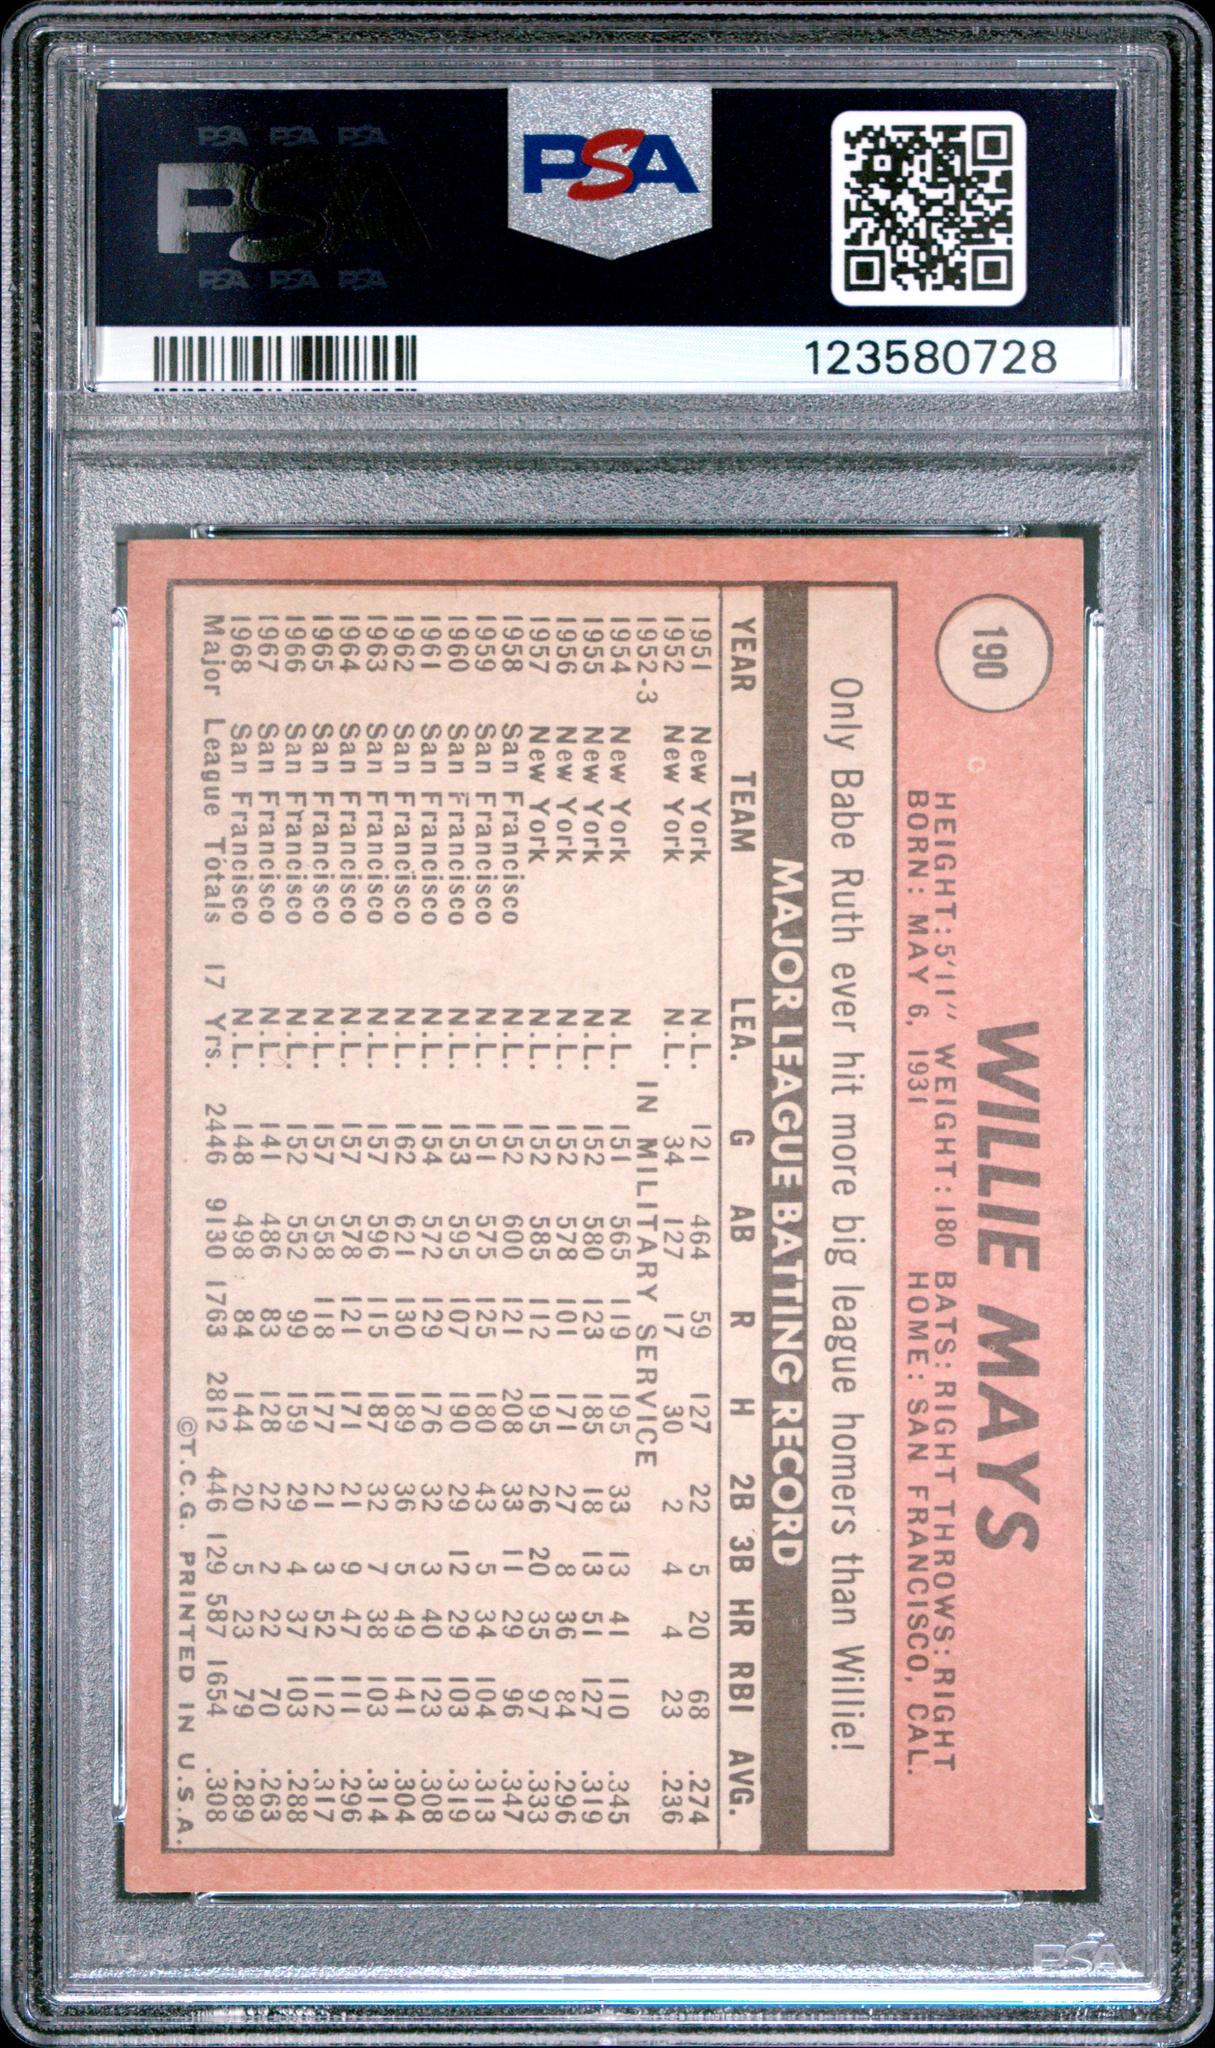 PSA PSA PSA
PSA
PSA PSA PSA
PSA
123580728
190
WILLIE MAYS
HEIGHT: 5'11" WEIGHT: 180 BATS: RIGHT THROWS: RIGHT
BORN: MAY 6, 1931 HOME: SAN FRANCISCO, CAL.
Only Babe Ruth ever hit more big league homers than Willie!
MAJOR LEAGUE BATTING RECORD
YEAR TEAM LEA. G AB R H 2B 3B HR RBI AVG.
1951 New York N.L. 121 464 59 127 22 5 20 68 .274
1952 New York N.L. 34 127 17 30 2 4 4 23 .236
1952-3 IN MILITARY SERVICE
1954 New York N.L. 151 565 119 195 33 13 41 110 .345
1955 New York N.L. 152 580 123 185 18 13 51 127 .319
1956 New York N.L. 152 578 101 171 27 8 36 84 .296
1957 New York N.L. 152 585 112 195 26 20 35 97 .333
1958 San Francisco N.L. 152 600 121 208 33 11 29 96 .347
1959 San Francisco N.L. 151 575 125 180 43 5 34 104 .313
1960 San Francisco N.L. 153 595 107 190 29 12 29 103 .319
1961 San Francisco N.L. 154 572 129 176 32 3 40 123 .308
1962 San Francisco N.L. 162 621 130 189 36 5 49 141 .304
1963 San Francisco N.L. 157 596 115 187 32 7 38 103 .314
1964 San Francisco N.L. 157 578 121 171 21 9 47 111 .296
1965 San Francisco N.L. 157 558 118 177 21 3 52 112 .317
1966 San Francisco N.L. 152 552 99 159 29 4 37 103 .288
1967 San Francisco N.L. 141 486 83 128 22 2 22 70 .263
1968 San Francisco N.L. 148 498 84 144 20 5 23 79 .289
Major League Totals 17 Yrs. 2446 9130 1763 2812 446 129 587 1654 .308
©T.C.G. PRINTED IN U.S.A.
PSA